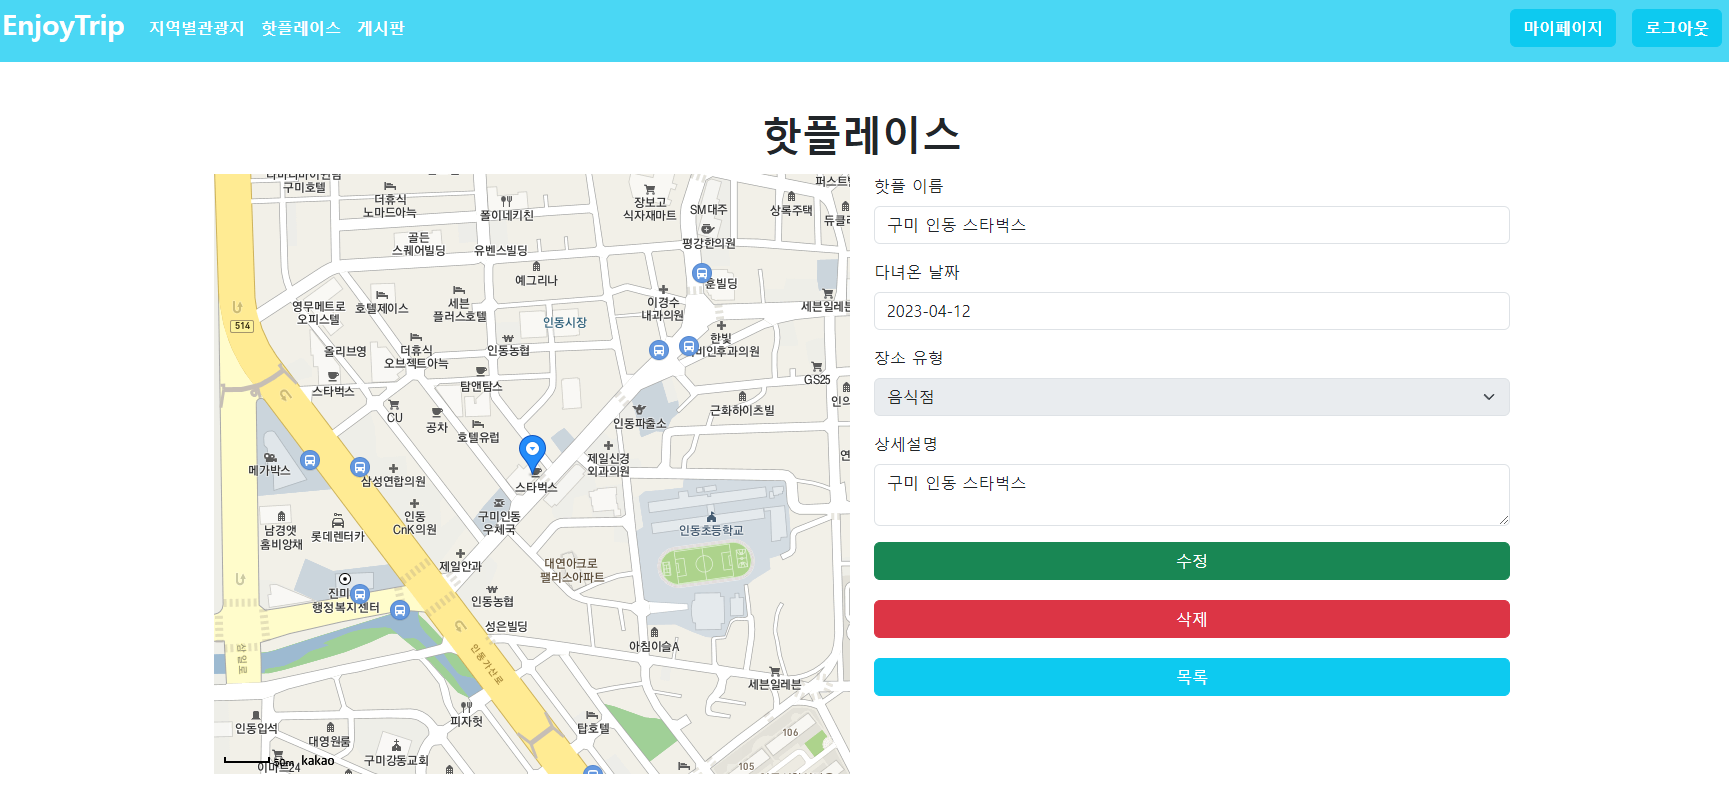 EnjoyTrip 지역별관광지 핫플레이스 게시판 마이페이지 로그아웃
핫플레이스
구미호텔
더휴식
노마드아늑
폴이네키친
장보고
식자재마트
SM대주
상록주택
평강한의원
골든
스퀘어빌딩
유벤스빌딩
예그리나
훈빌딩
영무메트로
오피스텔
호텔제이스
세븐
플러스호텔
인동시장
이경수
내과의원
세븐일레븐
514
올리브영
더휴식
오브젝트아늑
인동농협
한빛
이비인후과의원
스타벅스
탐앤탐스
GS25
CU
공차
호텔유럽
인동파출소
근화하이츠빌
메가박스
삼성연합의원
제일신경
외과의원
스타벅스
남경앳
홈비앙채
롯데렌터카
인동
CnK의원
구미인동
우체국
인동초등학교
제일안과
대연아크로
팰리스아파트
행정복지센터
인동농협
성은빌딩
아침이슬A
삼일로
인동가산로
세븐일레븐
인동입석
대영원룸
피자헛
탑호텔
구미강동교회
이마트24
106
105
50m kakao
핫플 이름
구미 인동 스타벅스
다녀온 날짜
2023-04-12
장소 유형
음식점
상세설명
구미 인동 스타벅스
수정
삭제
목록